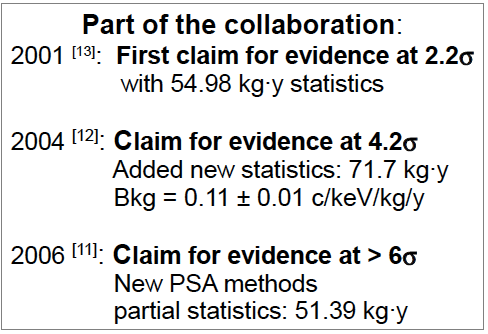 Part of the collaboration:
2001 [13]: First claim for evidence at 2.2σ
with 54.98 kg·y statistics
2004 [12]: Claim for evidence at 4.2σ
Added new statistics: 71.7 kg·y
Bkg = 0.11 ± 0.01 c/keV/kg/y
2006 [11]: Claim for evidence at > 6σ
New PSA methods
partial statistics: 51.39 kg·y